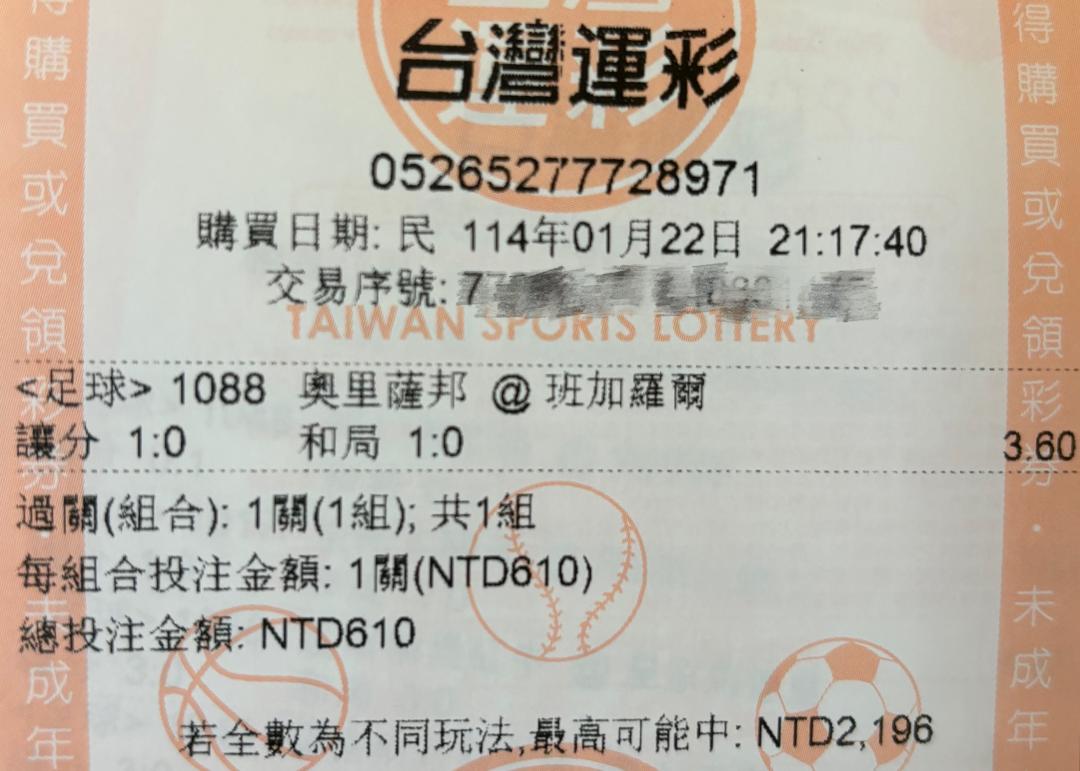 台灣運彩
05265277728971
購買日期: 民 114年01月22日 21:17:40
交易序號: 7
TAIWAN SPORTS LOTTERY
<足球> 1088 奧里薩邦 @ 班加羅爾
讓分 1:0 和局 1:0 3.60
過關(組合): 1關(1組); 共1組
每組合投注金額: 1關(NTD610)
總投注金額: NTD610
若全數為不同玩法,最高可能中: NTD2,196
得購買或兌領彩券
未成年
得購買或兌領彩券・未成年